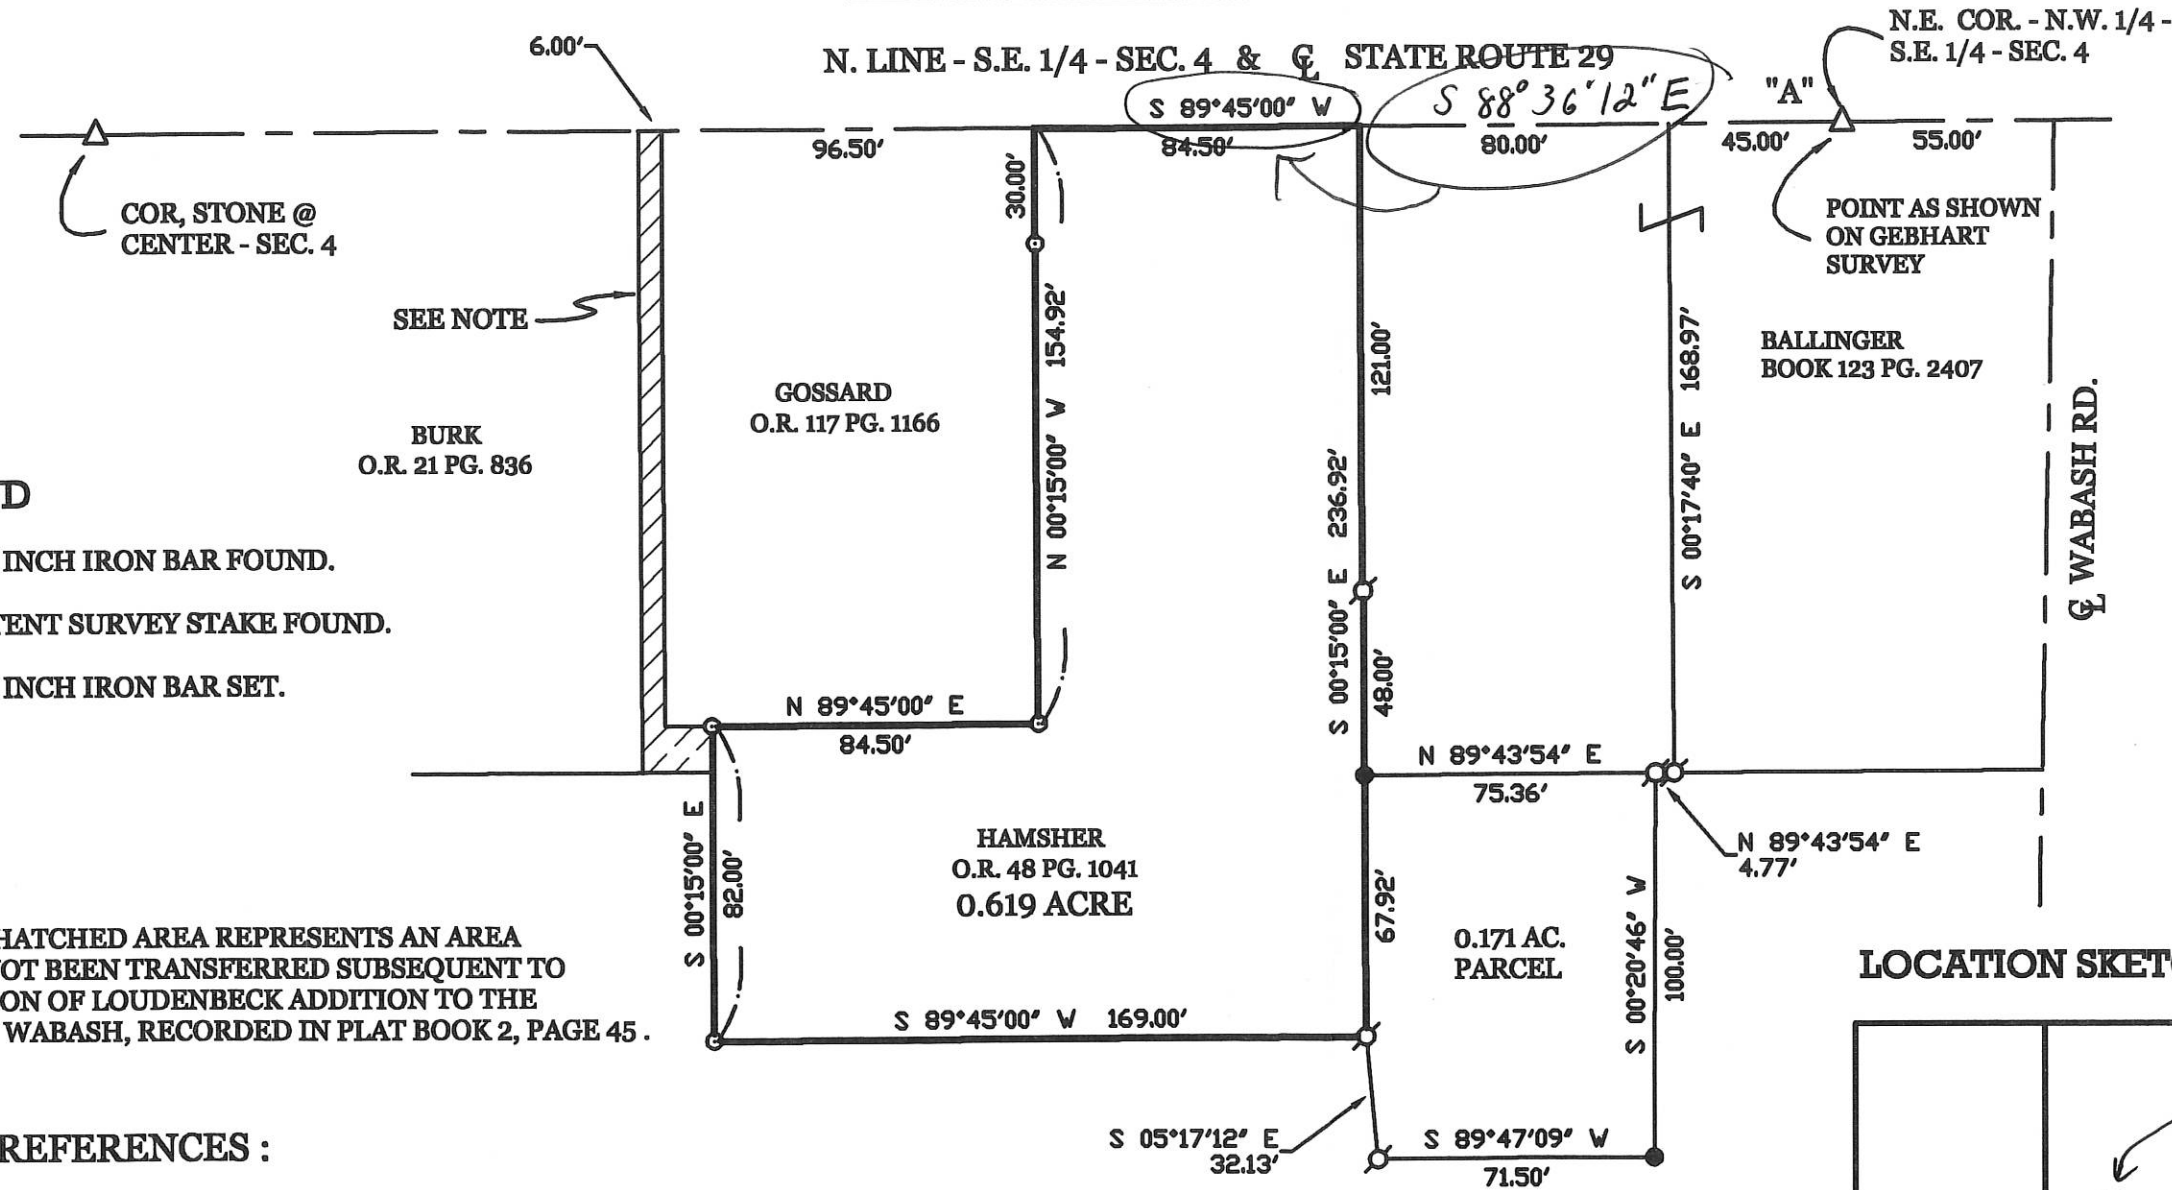 6.00'
N. LINE - S.E. 1/4 - SEC. 4 & ℄ STATE ROUTE 29
N.E. COR. - N.W. 1/4 -
S.E. 1/4 - SEC. 4
S 89°45'00" W
S 88°36'12" E
"A"
96.50'
84.50'
80.00'
45.00'
55.00'
COR, STONE @
CENTER - SEC. 4
30.00'
POINT AS SHOWN
ON GEBHART
SURVEY
SEE NOTE
N 00°15'00" W 154.92'
121.00'
S 00°17'40" E 168.97'
BALLINGER
BOOK 123 PG. 2407
GOSSARD
O.R. 117 PG. 1166
BURK
O.R. 21 PG. 836
℄ WABASH RD.
D
INCH IRON BAR FOUND.
TENT SURVEY STAKE FOUND.
INCH IRON BAR SET.
S 00°15'00" E 236.92'
48.00'
N 89°45'00" E
84.50'
N 89°43'54" E
75.36'
N 89°43'54" E
4.77'
S 00°15'00" E
82.00'
HAMSHER
O.R. 48 PG. 1041
0.619 ACRE
67.92'
0.171 AC.
PARCEL
S 00°20'46" W
100.00'
HATCHED AREA REPRESENTS AN AREA
NOT BEEN TRANSFERRED SUBSEQUENT TO
ON OF LOUDENBECK ADDITION TO THE
WABASH, RECORDED IN PLAT BOOK 2, PAGE 45 .
S 89°45'00" W 169.00'
LOCATION SKET
REFERENCES :
S 05°17'12" E
32.13'
S 89°47'09" W
71.50'